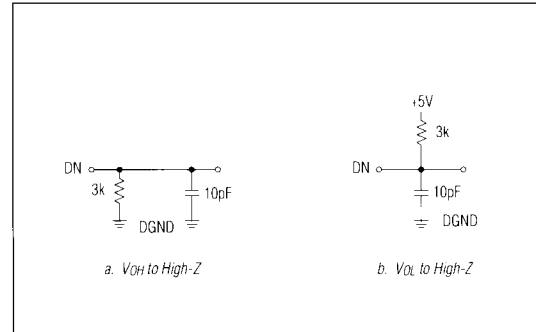 DN
3k
10pF
DGND
a. VOH to High-Z
+5V
3k
DN
10pF
DGND
b. VOL to High-Z